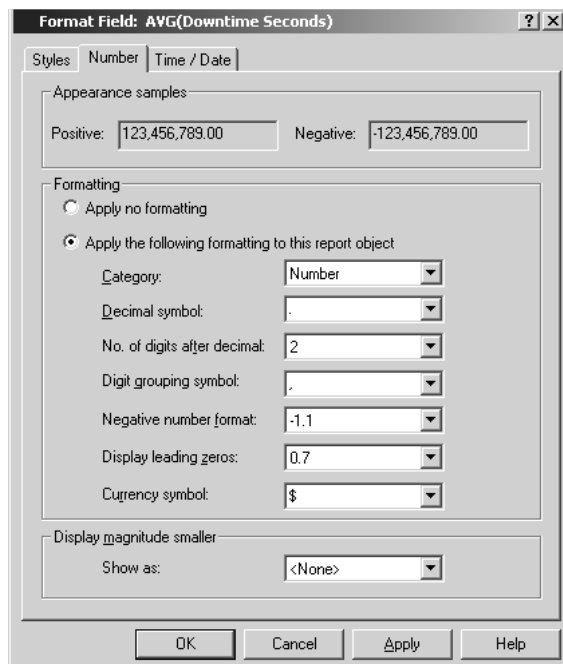 Format Field: AVG(Downtime Seconds)
Styles Number Time / Date
Appearance samples
Positive: 123,456,789.00 Negative: -123,456,789.00
Formatting
Apply no formatting
Apply the following formatting to this report object
Category: Number
Decimal symbol: .
No. of digits after decimal: 2
Digit grouping symbol: ,
Negative number format: -1.1
Display leading zeros: 0.7
Currency symbol: $
Display magnitude smaller
Show as: <None>
OK Cancel Apply Help